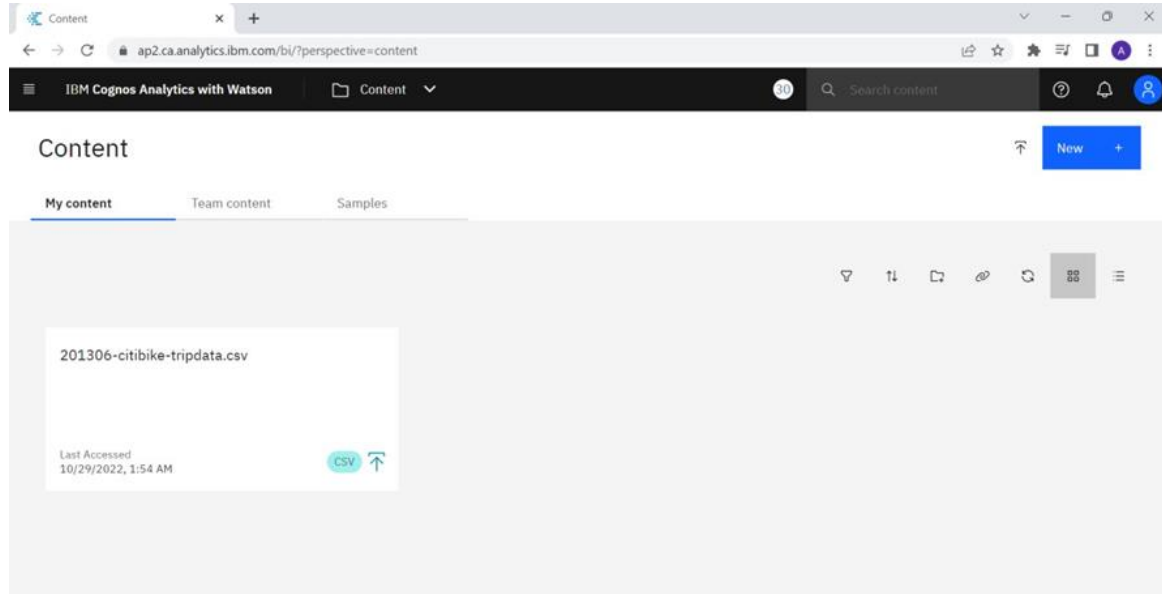 Content
ap2.ca.analytics.ibm.com/bi/?perspective=content
A
IBM Cognos Analytics with Watson
Content
30
Search content
Content
New +
My content Team content Samples
201306-citibike-tripdata.csv
Last Accessed
10/29/2022, 1:54 AM
CSV